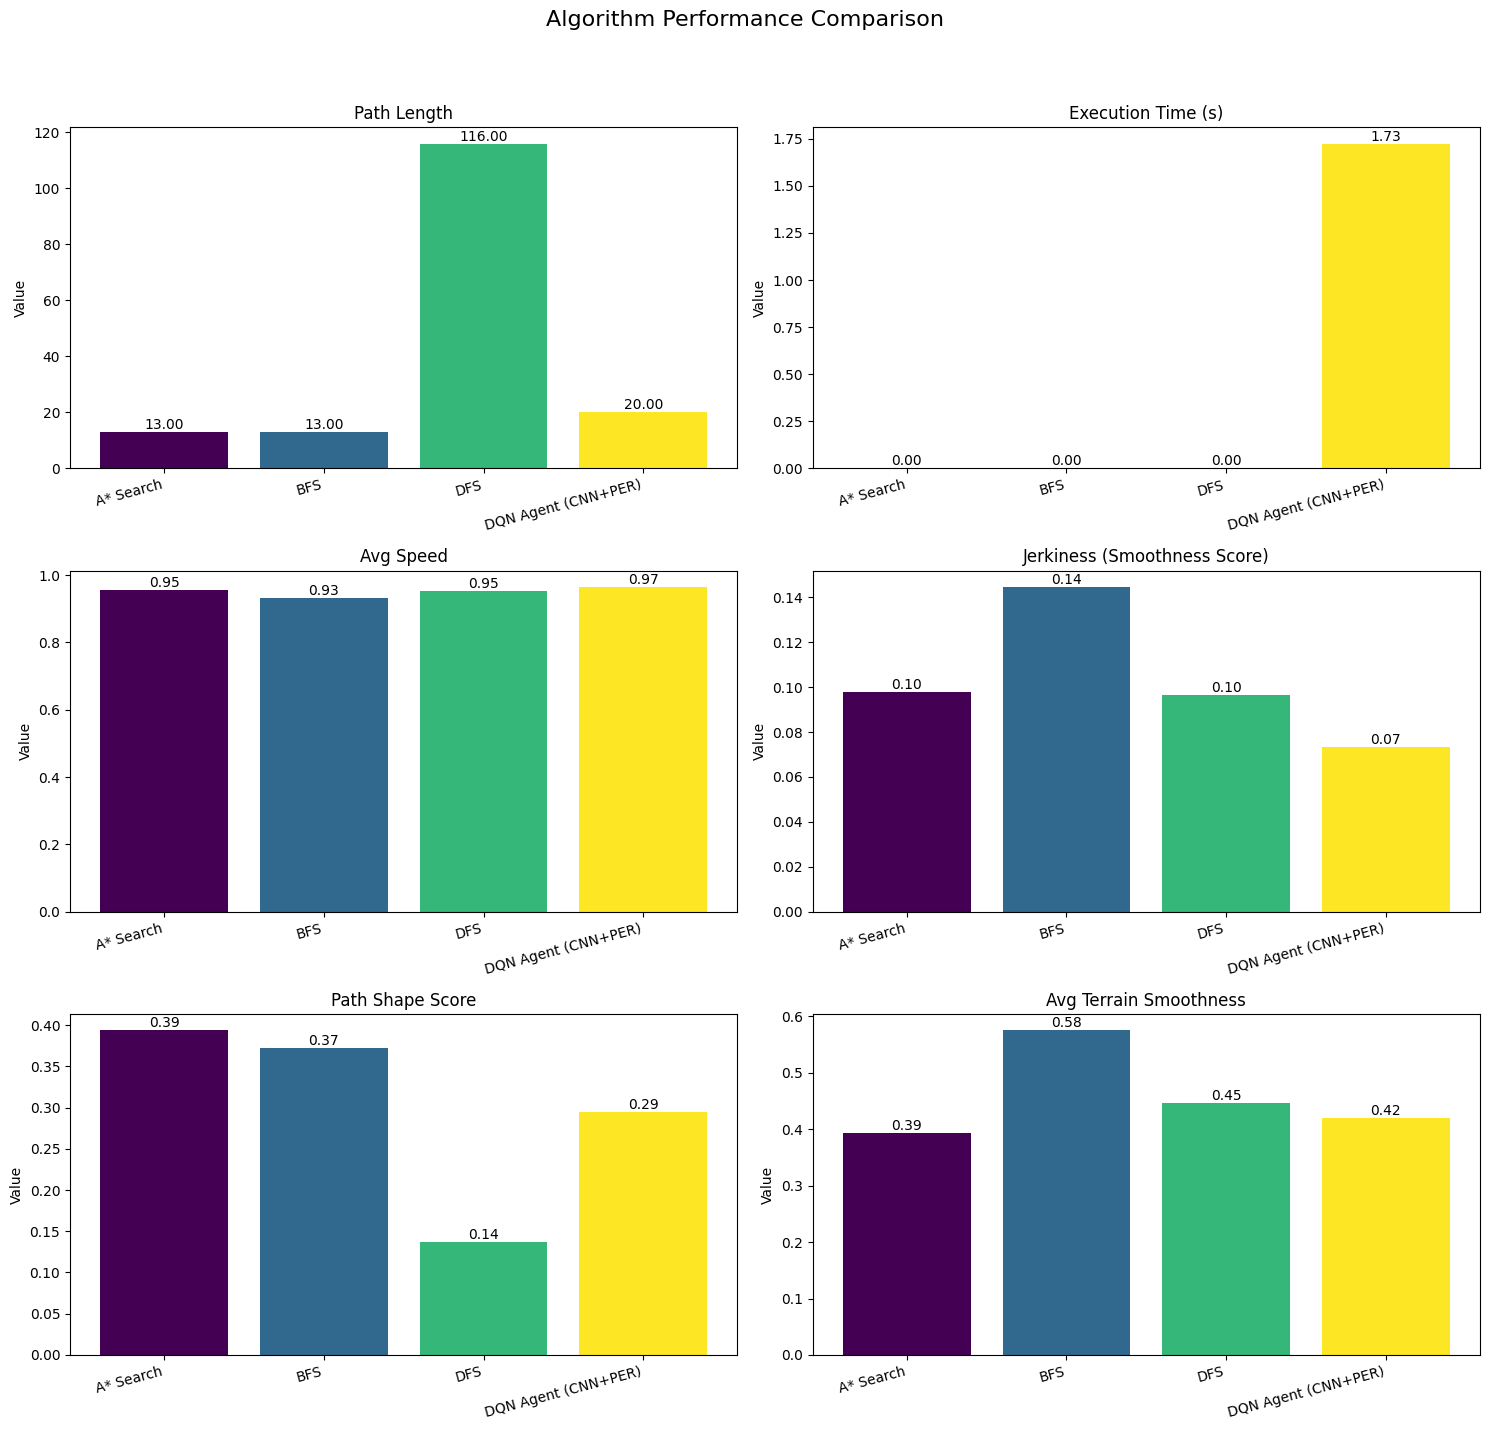 Algorithm Performance Comparison
Path Length
Value
120
100
80
60
40
20
0
13.00
13.00
116.00
20.00
A* Search
BFS
DFS
DQN Agent (CNN+PER)
Execution Time (s)
Value
1.75
1.50
1.25
1.00
0.75
0.50
0.25
0.00
0.00
0.00
0.00
1.73
A* Search
BFS
DFS
DQN Agent (CNN+PER)
Avg Speed
Value
1.0
0.8
0.6
0.4
0.2
0.0
0.95
0.93
0.95
0.97
A* Search
BFS
DFS
DQN Agent (CNN+PER)
Jerkiness (Smoothness Score)
Value
0.14
0.12
0.10
0.08
0.06
0.04
0.02
0.00
0.10
0.14
0.10
0.07
A* Search
BFS
DFS
DQN Agent (CNN+PER)
Path Shape Score
Value
0.40
0.35
0.30
0.25
0.20
0.15
0.10
0.05
0.00
0.39
0.37
0.14
0.29
A* Search
BFS
DFS
DQN Agent (CNN+PER)
Avg Terrain Smoothness
Value
0.6
0.5
0.4
0.3
0.2
0.1
0.0
0.39
0.58
0.45
0.42
A* Search
BFS
DFS
DQN Agent (CNN+PER)